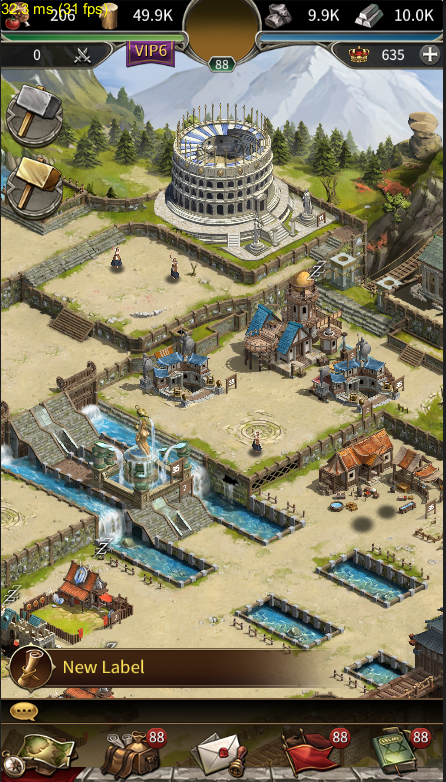 32.3 ms (31 fps)
206 49.9K 9.9K 10.0K
0 VIP6 88 635
New Label
88 88 88